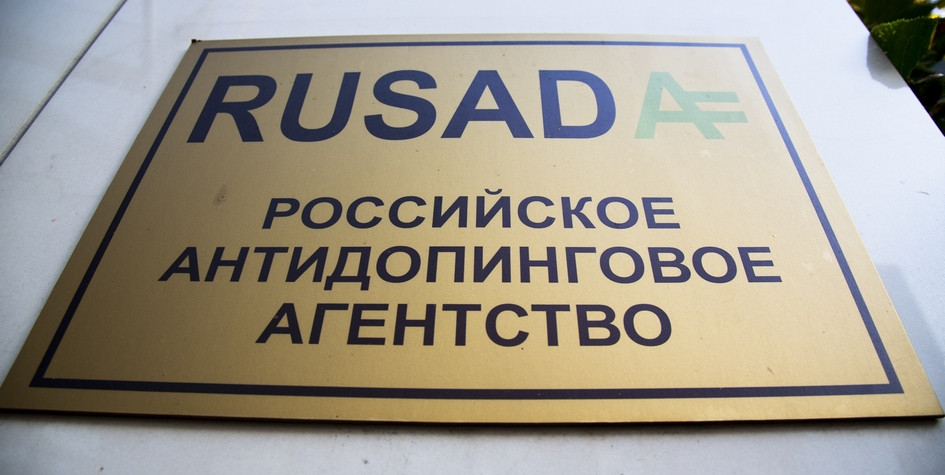 RUSADA
РОССИЙСКОЕ
АНТИДОПИНГОВОЕ
АГЕНТСТВО